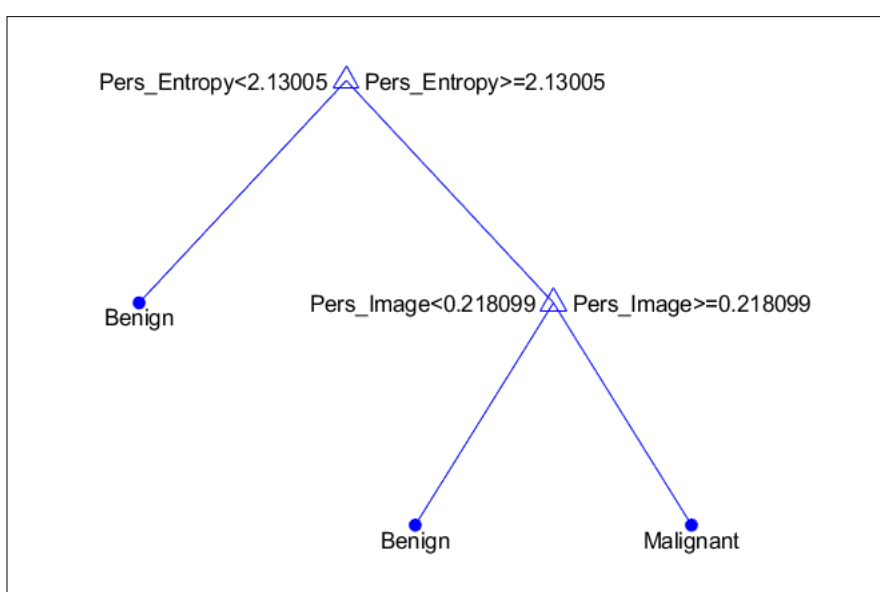 Pers_Entropy<2.13005 Pers_Entropy>=2.13005
Benign
Pers_Image<0.218099 Pers_Image>=0.218099
Benign
Malignant